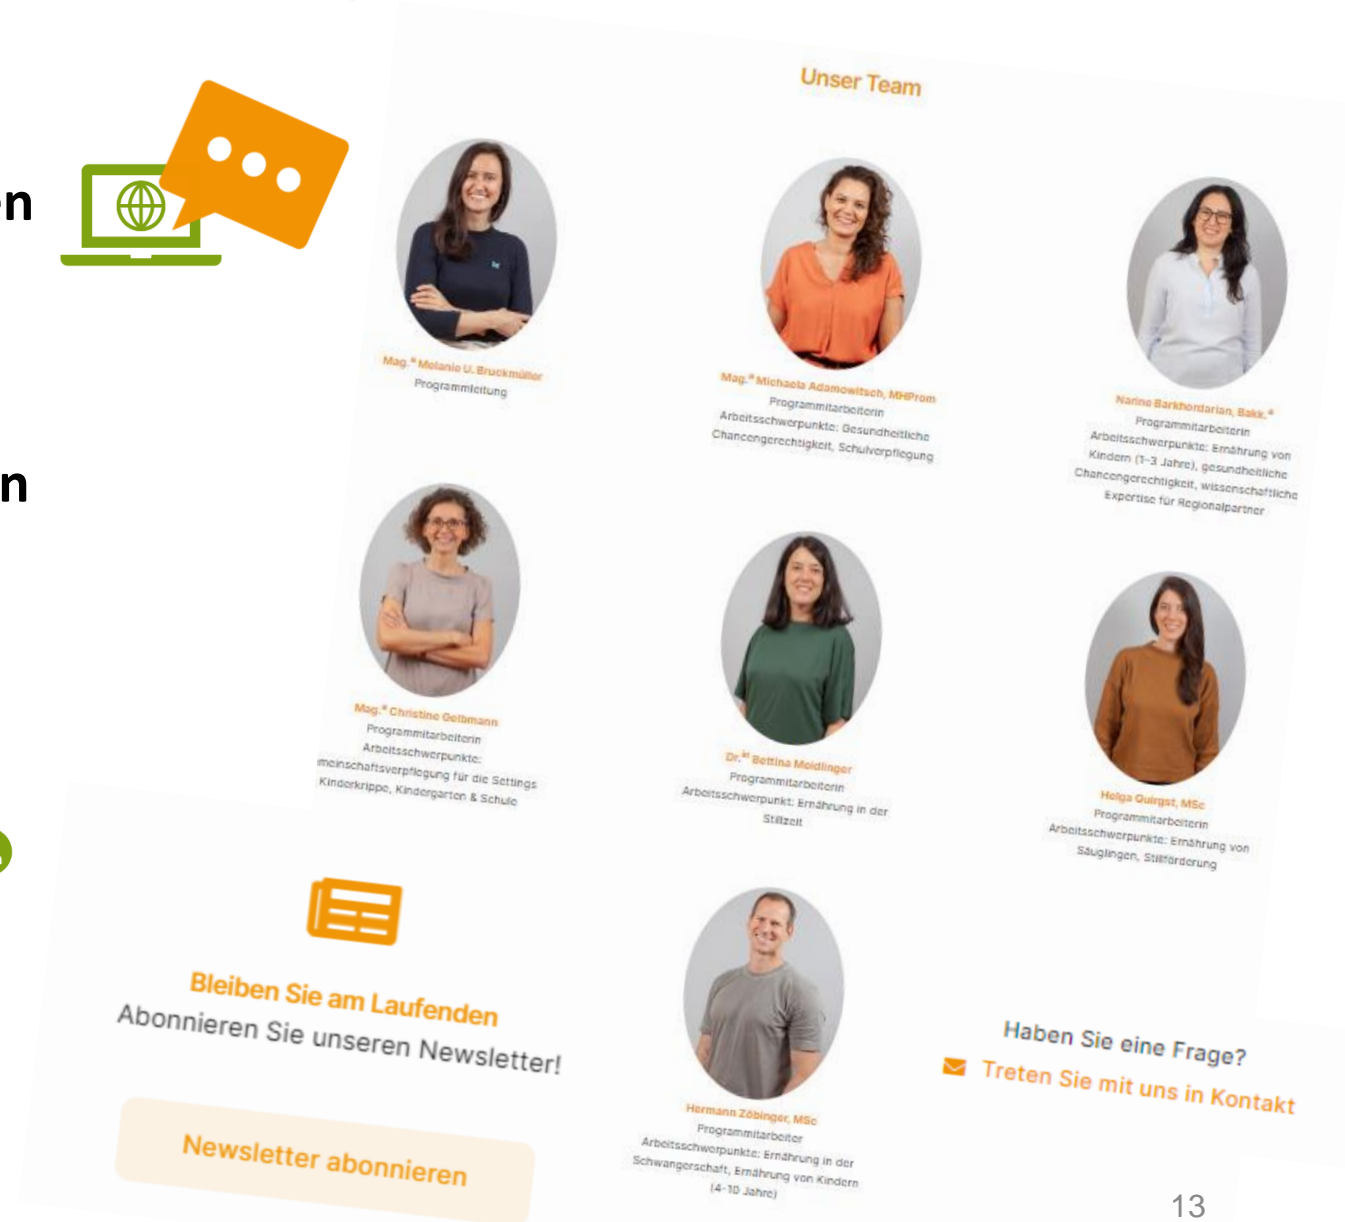 en
n
Unser Team
Mag.ª Melanie U. Bruckmüller
Programmleitung
Mag.ª Michaela Adamowitsch, MHProm
Programmitarbeiterin
Arbeitsschwerpunkte: Gesundheitliche
Chancengerechtigkeit, Schulverpflegung
Narine Barkhordarian, Bakk.ª
Programmitarbeiterin
Arbeitsschwerpunkte: Ernährung von
Kindern (1-3 Jahre), gesundheitliche
Chancengerechtigkeit, wissenschaftliche
Expertise für Regionalpartner
Mag.ª Christine Gelbmann
Programmitarbeiterin
Arbeitsschwerpunkte:
meinschaftsverpflegung für die Settings
Kinderkrippe, Kindergarten & Schule
Dr.ⁱⁿ Bettina Meidlinger
Programmitarbeiterin
Arbeitsschwerpunkt: Ernährung in der
Stillzeit
Helga Quirgst, MSc
Programmitarbeiterin
Arbeitsschwerpunkte: Ernährung von
Säuglingen, Stillförderung
Hermann Zöbinger, MSc
Programmitarbeiter
Arbeitsschwerpunkte: Ernährung in der
Schwangerschaft, Ernährung von Kindern
(4-10 Jahre)
Bleiben Sie am Laufenden
Abonnieren Sie unseren Newsletter!
Newsletter abonnieren
Haben Sie eine Frage?
Treten Sie mit uns in Kontakt
13